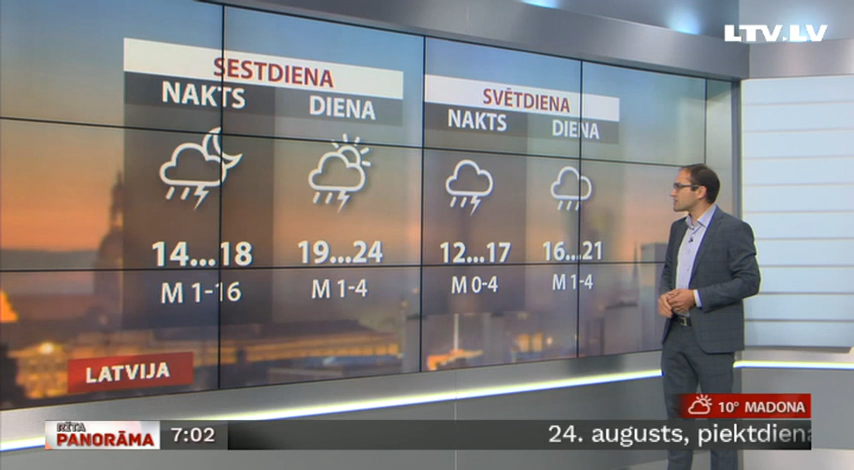 LTV.LV
SESTDIENA
NAKTS DIENA
14...18 19...24
M 1-16 M 1-4
SVĒTDIENA
NAKTS DIENA
12...17 16...21
M 0-4 M 1-4
LATVIJA
10° MADONA
RĪTA
PANORĀMA
7:02
24. augusts, piektdiena